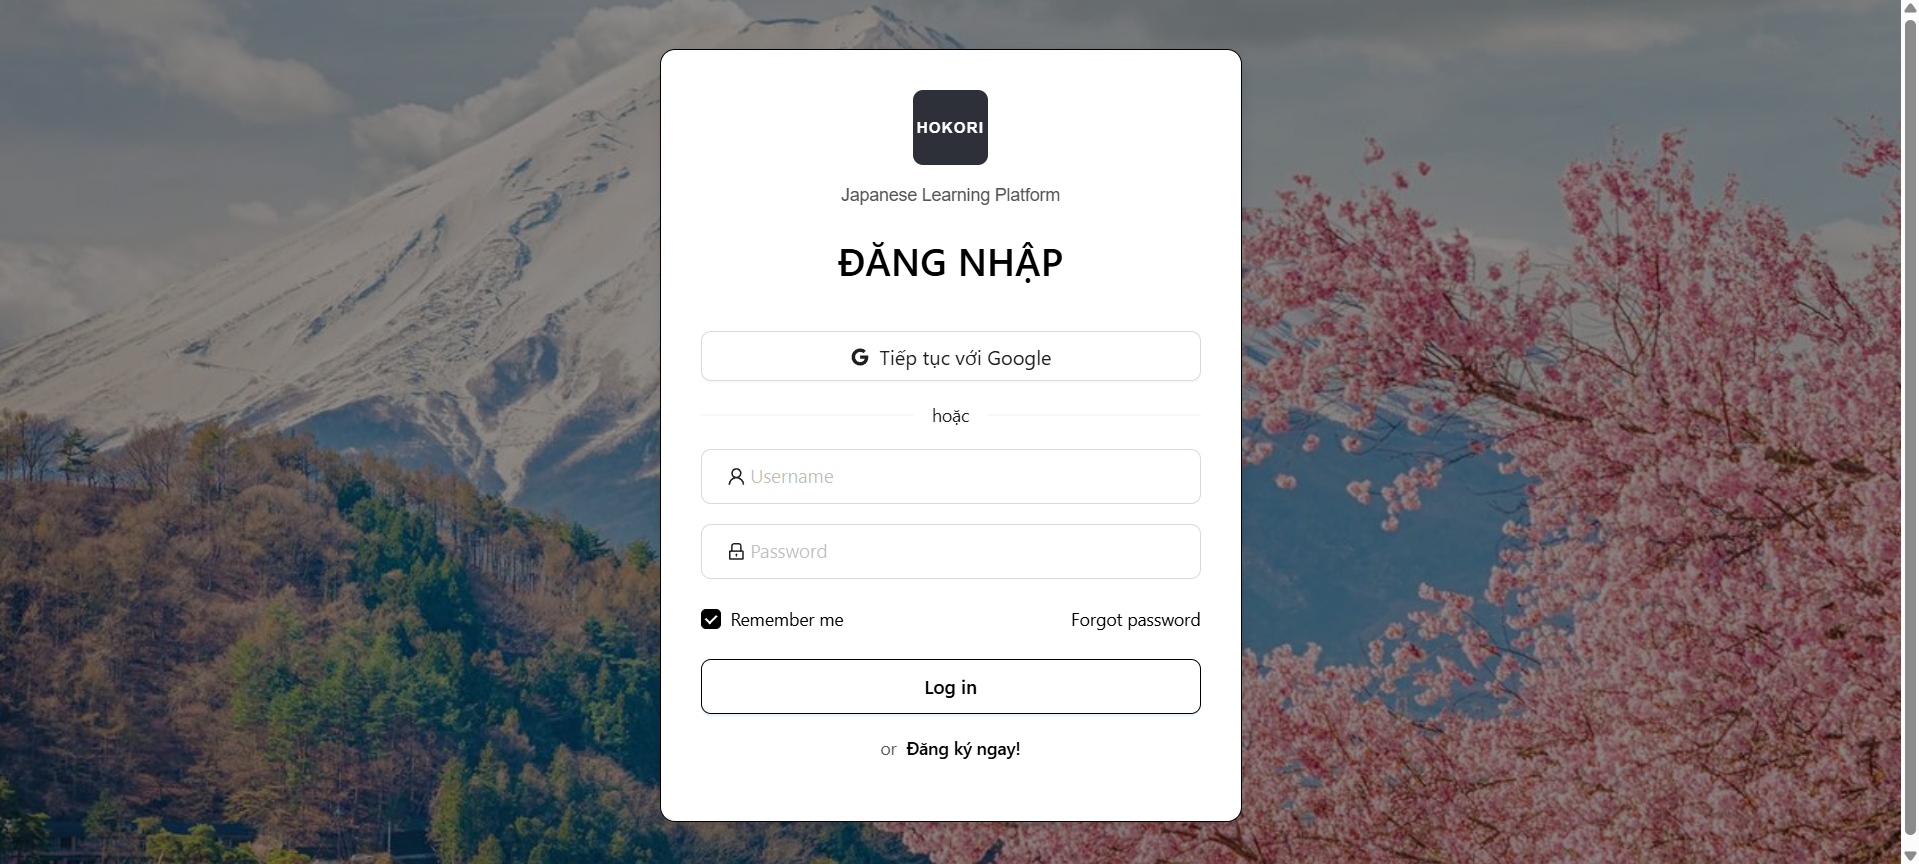 HOKORI
Japanese Learning Platform
ĐĂNG NHẬP
Tiếp tục với Google
hoặc
Username
Password
Remember me
Forgot password
Log in
or Đăng ký ngay!